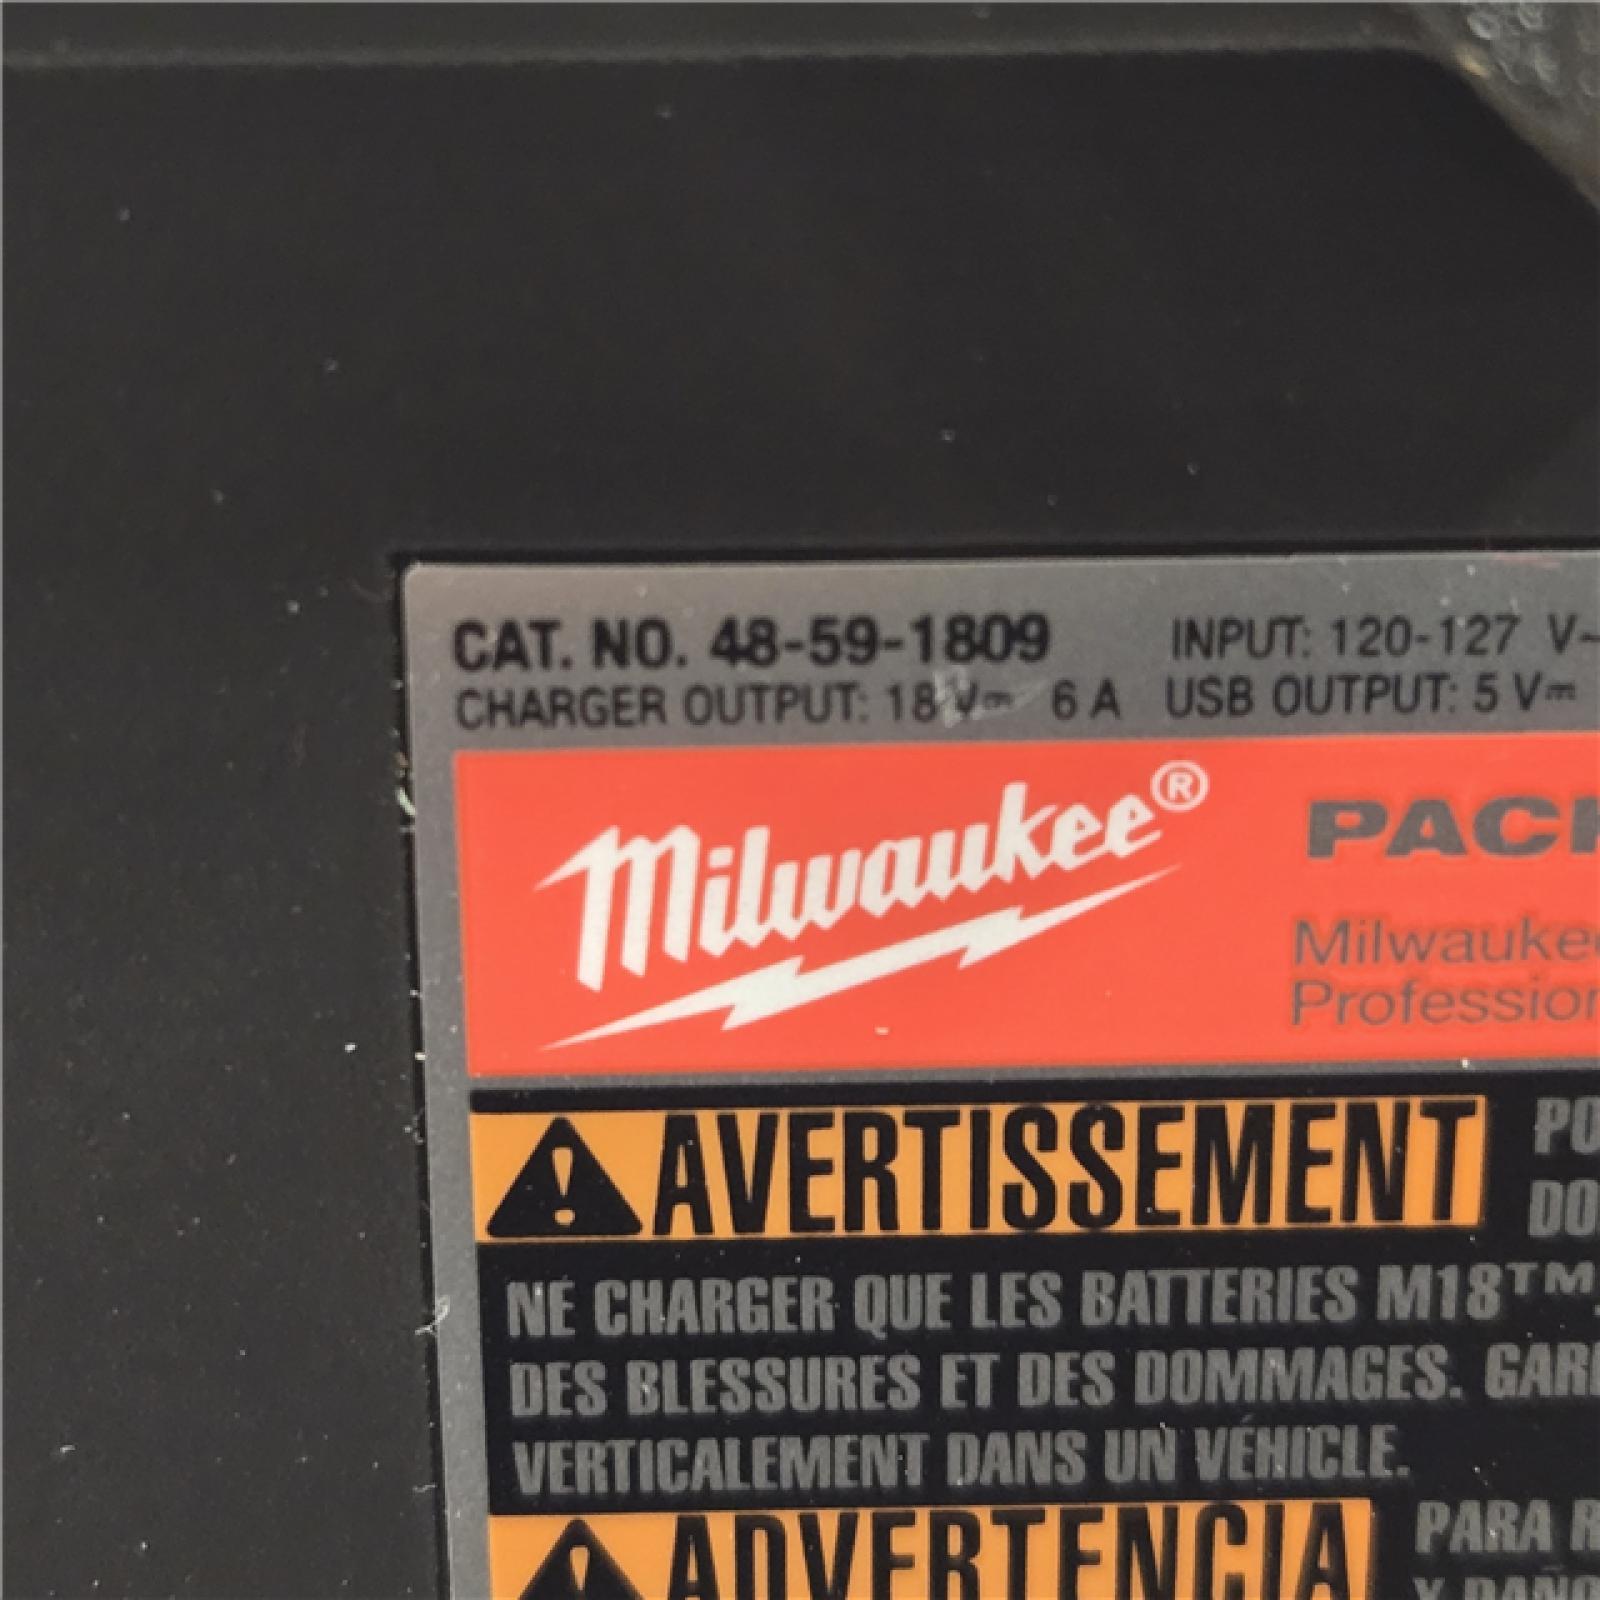 CAT. NO. 48-59-1809 INPUT: 120-127 V~
CHARGER OUTPUT: 18 V⎓ 6 A USB OUTPUT: 5 V⎓
Milwaukee®
Milwaukee
Profession
AVERTISSEMENT
NE CHARGER QUE LES BATTERIES M18™.
DES BLESSURES ET DES DOMMAGES.
VERTICALEMENT DANS UN VÉHICLE.
ADVERTENCIA PARA